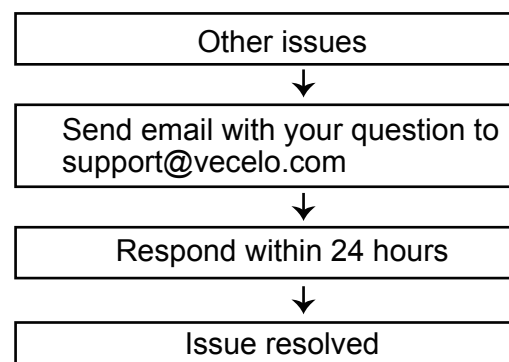 Other issues
Send email with your question to
support@vecelo.com
Respond within 24 hours
Issue resolved